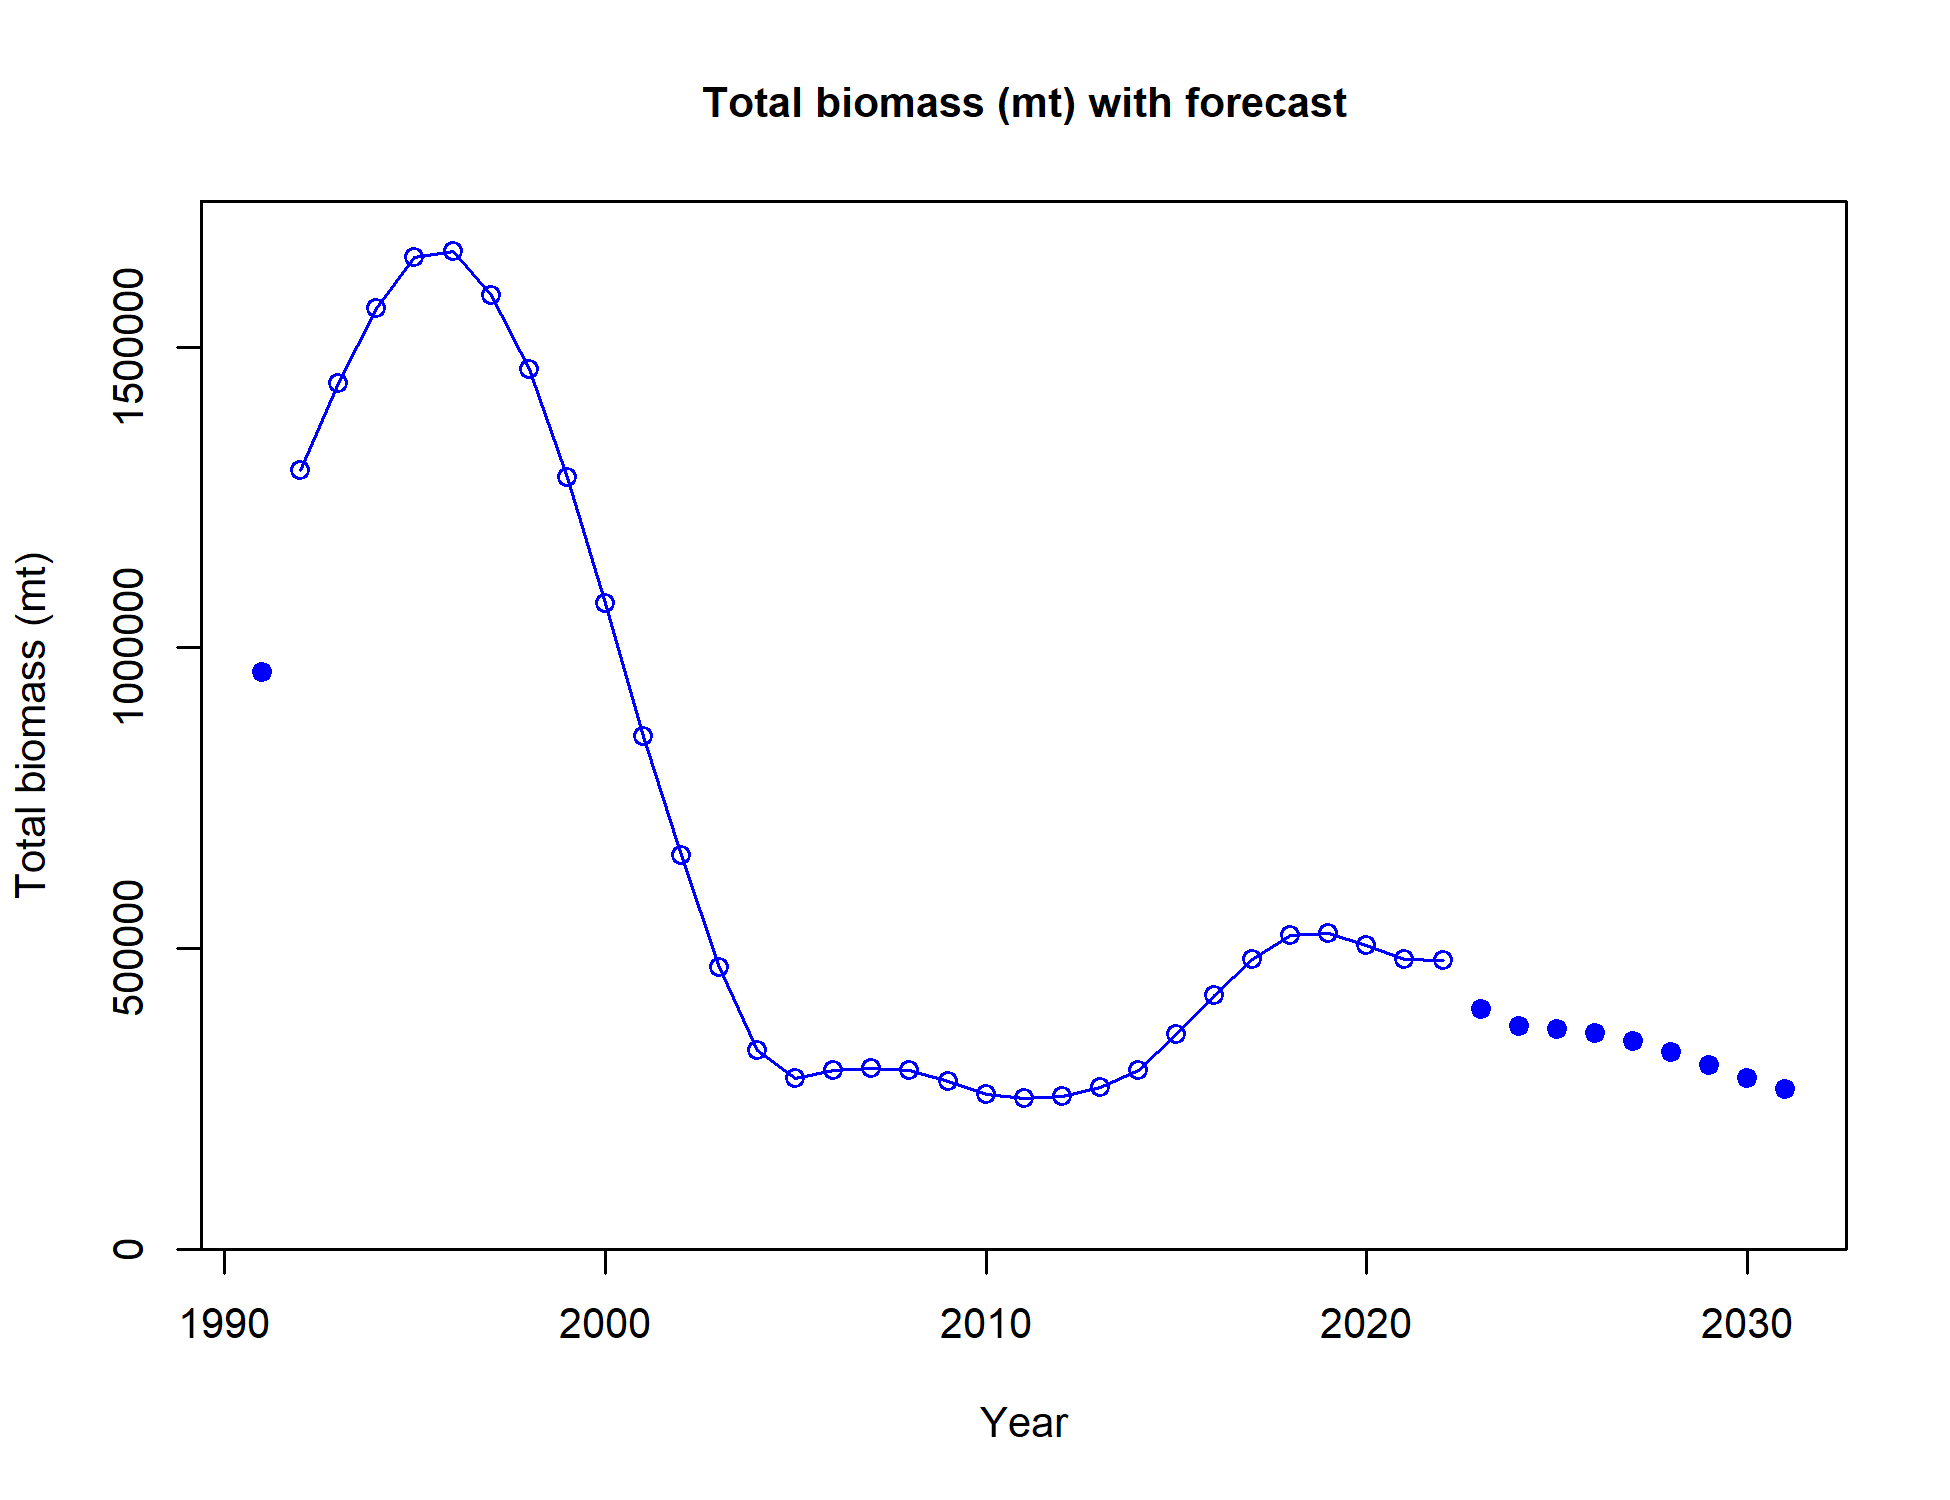 Total biomass (mt) with forecast
Total biomass (mt)
1500000
1000000
500000
0
1990 2000 2010 2020 2030
Year